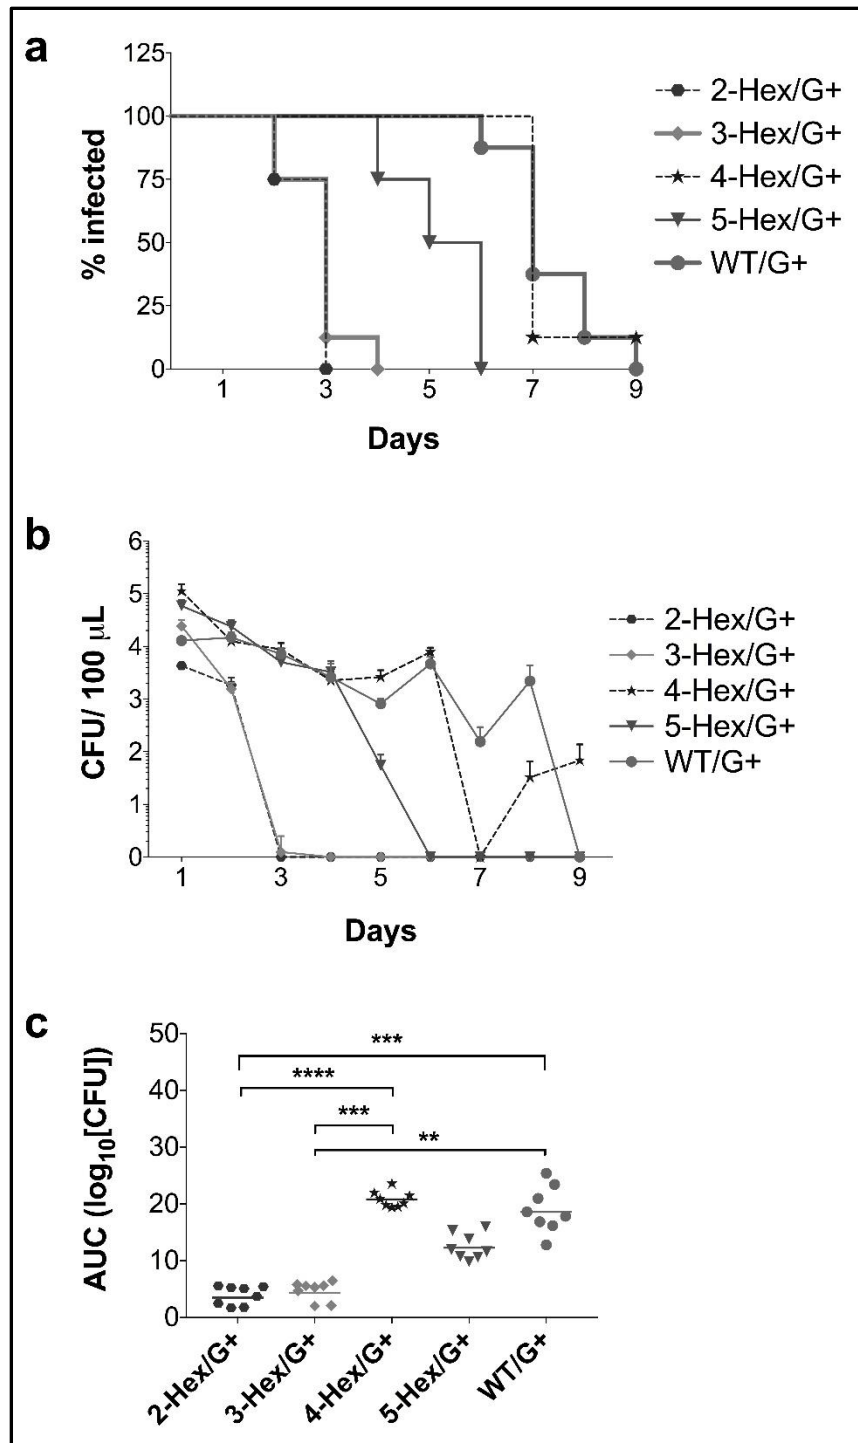 a
125
100
75
50
25
0
% infected
1 3 5 7 9
Days
2-Hex/G+
3-Hex/G+
4-Hex/G+
5-Hex/G+
WT/G+
b
6
5
4
3
2
1
0
CFU/ 100 μL
1 3 5 7 9
Days
2-Hex/G+
3-Hex/G+
4-Hex/G+
5-Hex/G+
WT/G+
c
50
40
30
20
10
0
AUC (log10[CFU])
***
****
***
**
2-Hex/G+
3-Hex/G+
4-Hex/G+
5-Hex/G+
WT/G+